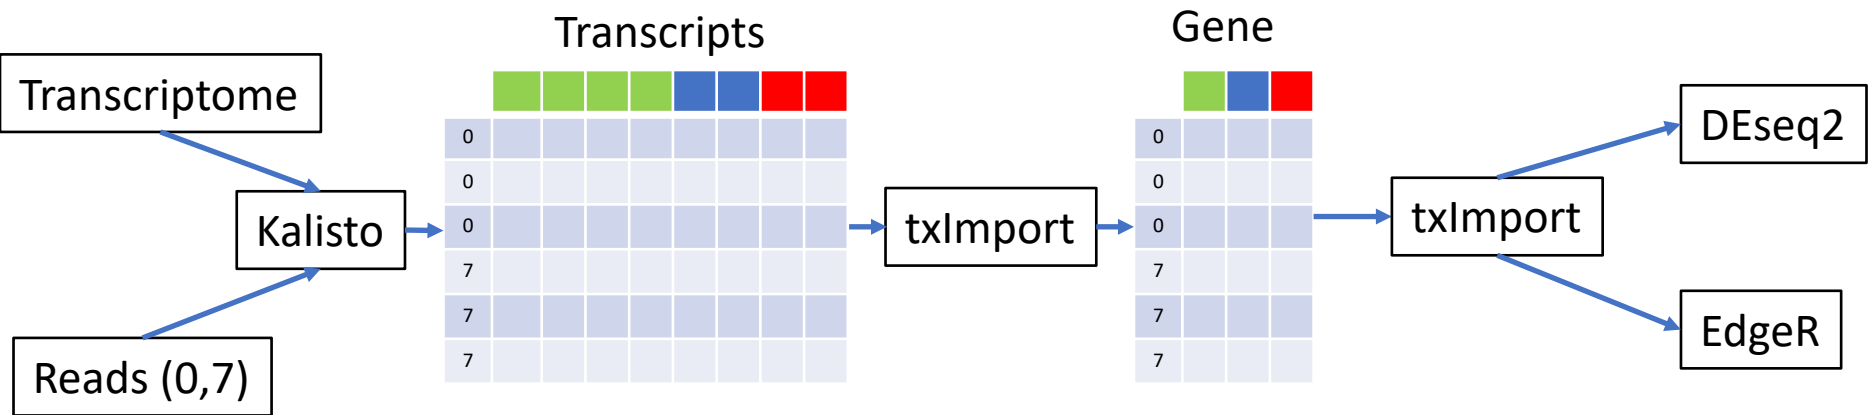 Transcripts
Gene
Transcriptome
Kalisto
Reads (0,7)
0
0
0
7
7
7
txImport
0
0
0
7
7
7
txImport
DEseq2
EdgeR